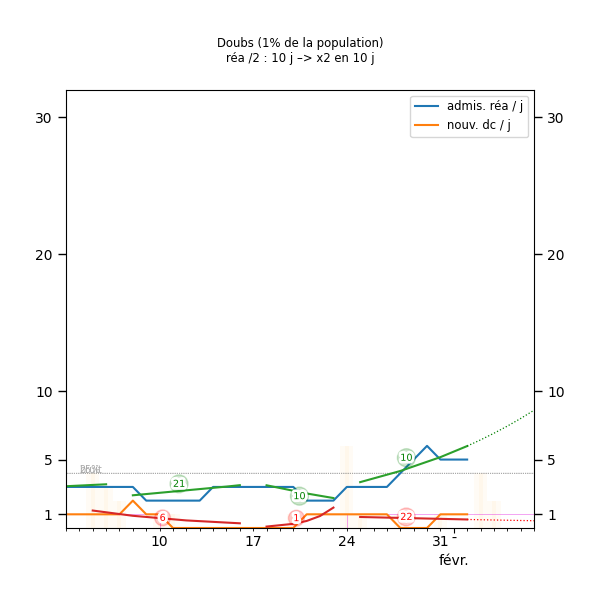 Doubs (1% de la population)
réa /2 : 10 j –> x2 en 10 j
admis. réa / j
nouv. dc / j
30 30
20 20
10 10
5 5
1 1
21
10
10
6
1
22
10 17 24 31
févr.